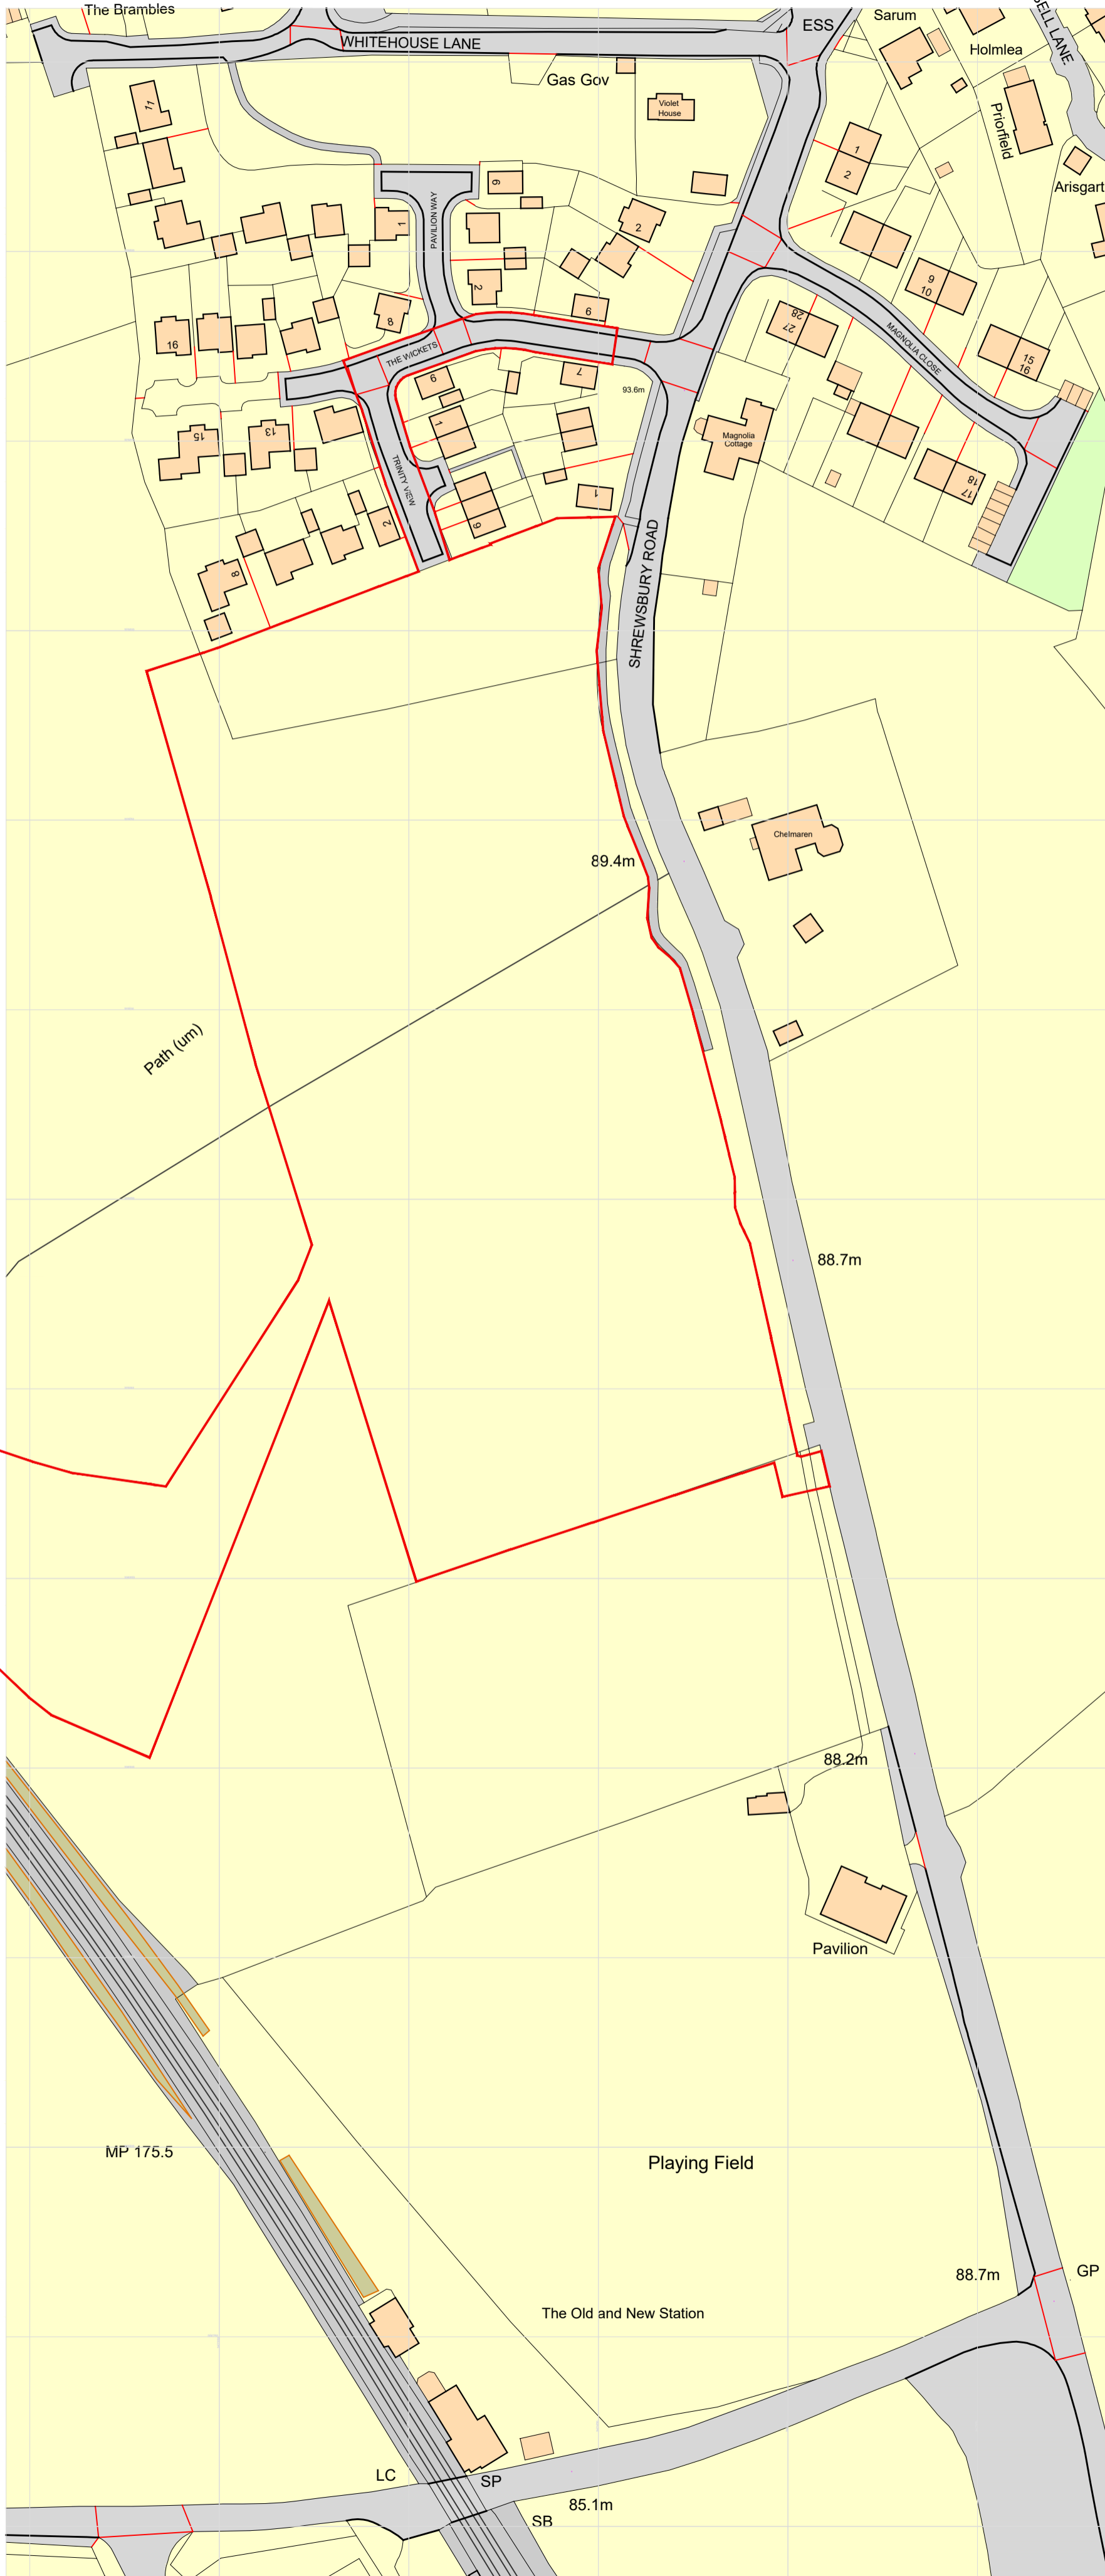 The Brambles
WHITEHOUSE LANE
ESS
Sarum
Holmlea
Gas Gov
Violet
House
Priorfield
Arisgart
11
1
2
PAVILION WAY
9
1
2
2
8
6
THE WICKETS
9
7
93.6m
1
16
15
13
TRINITY VIEW
2
6
1
8
9
10
28
27
MAGNOLIA CLOSE
15
16
18
17
Magnolia
Cottage
SHREWSBURY ROAD
Chelmaren
89.4m
Path (um)
88.7m
88.2m
Pavilion
MP 175.5
Playing Field
88.7m
GP
The Old and New Station
LC
SP
85.1m
SB